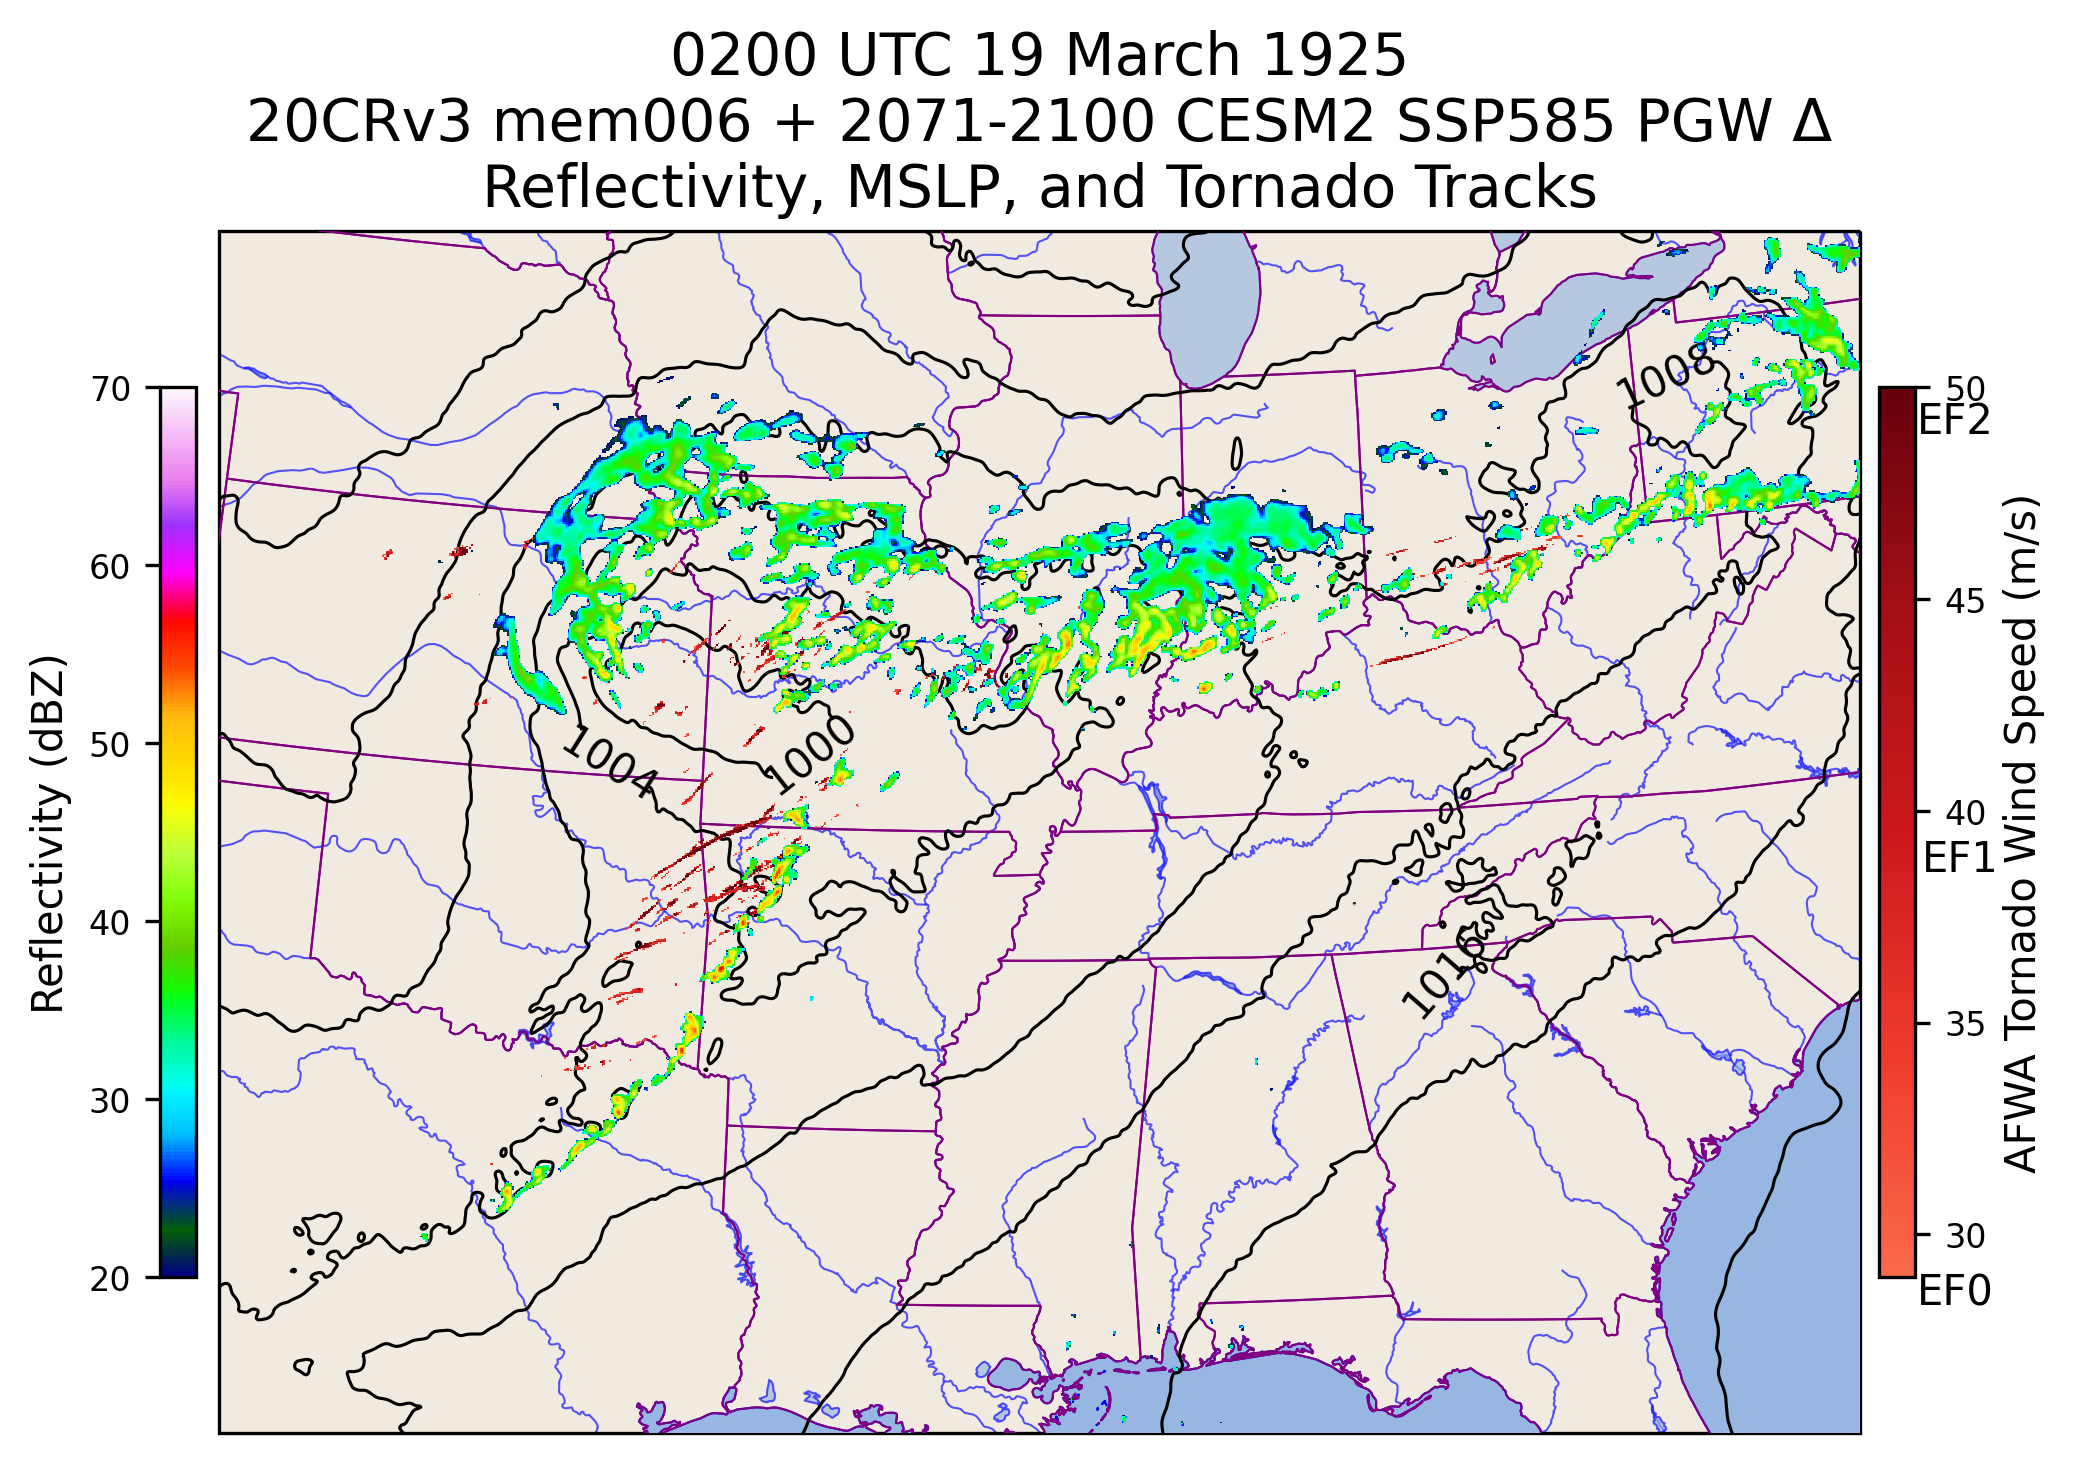 0200 UTC 19 March 1925
20CRv3 mem006 + 2071-2100 CESM2 SSP585 PGW Δ
Reflectivity, MSLP, and Tornado Tracks
70
60
50
40
30
20
Reflectivity (dBZ)
1008
1004
1000
1016
50
EF2
45
40
EF1
35
30
EF0
AFWA Tornado Wind Speed (m/s)